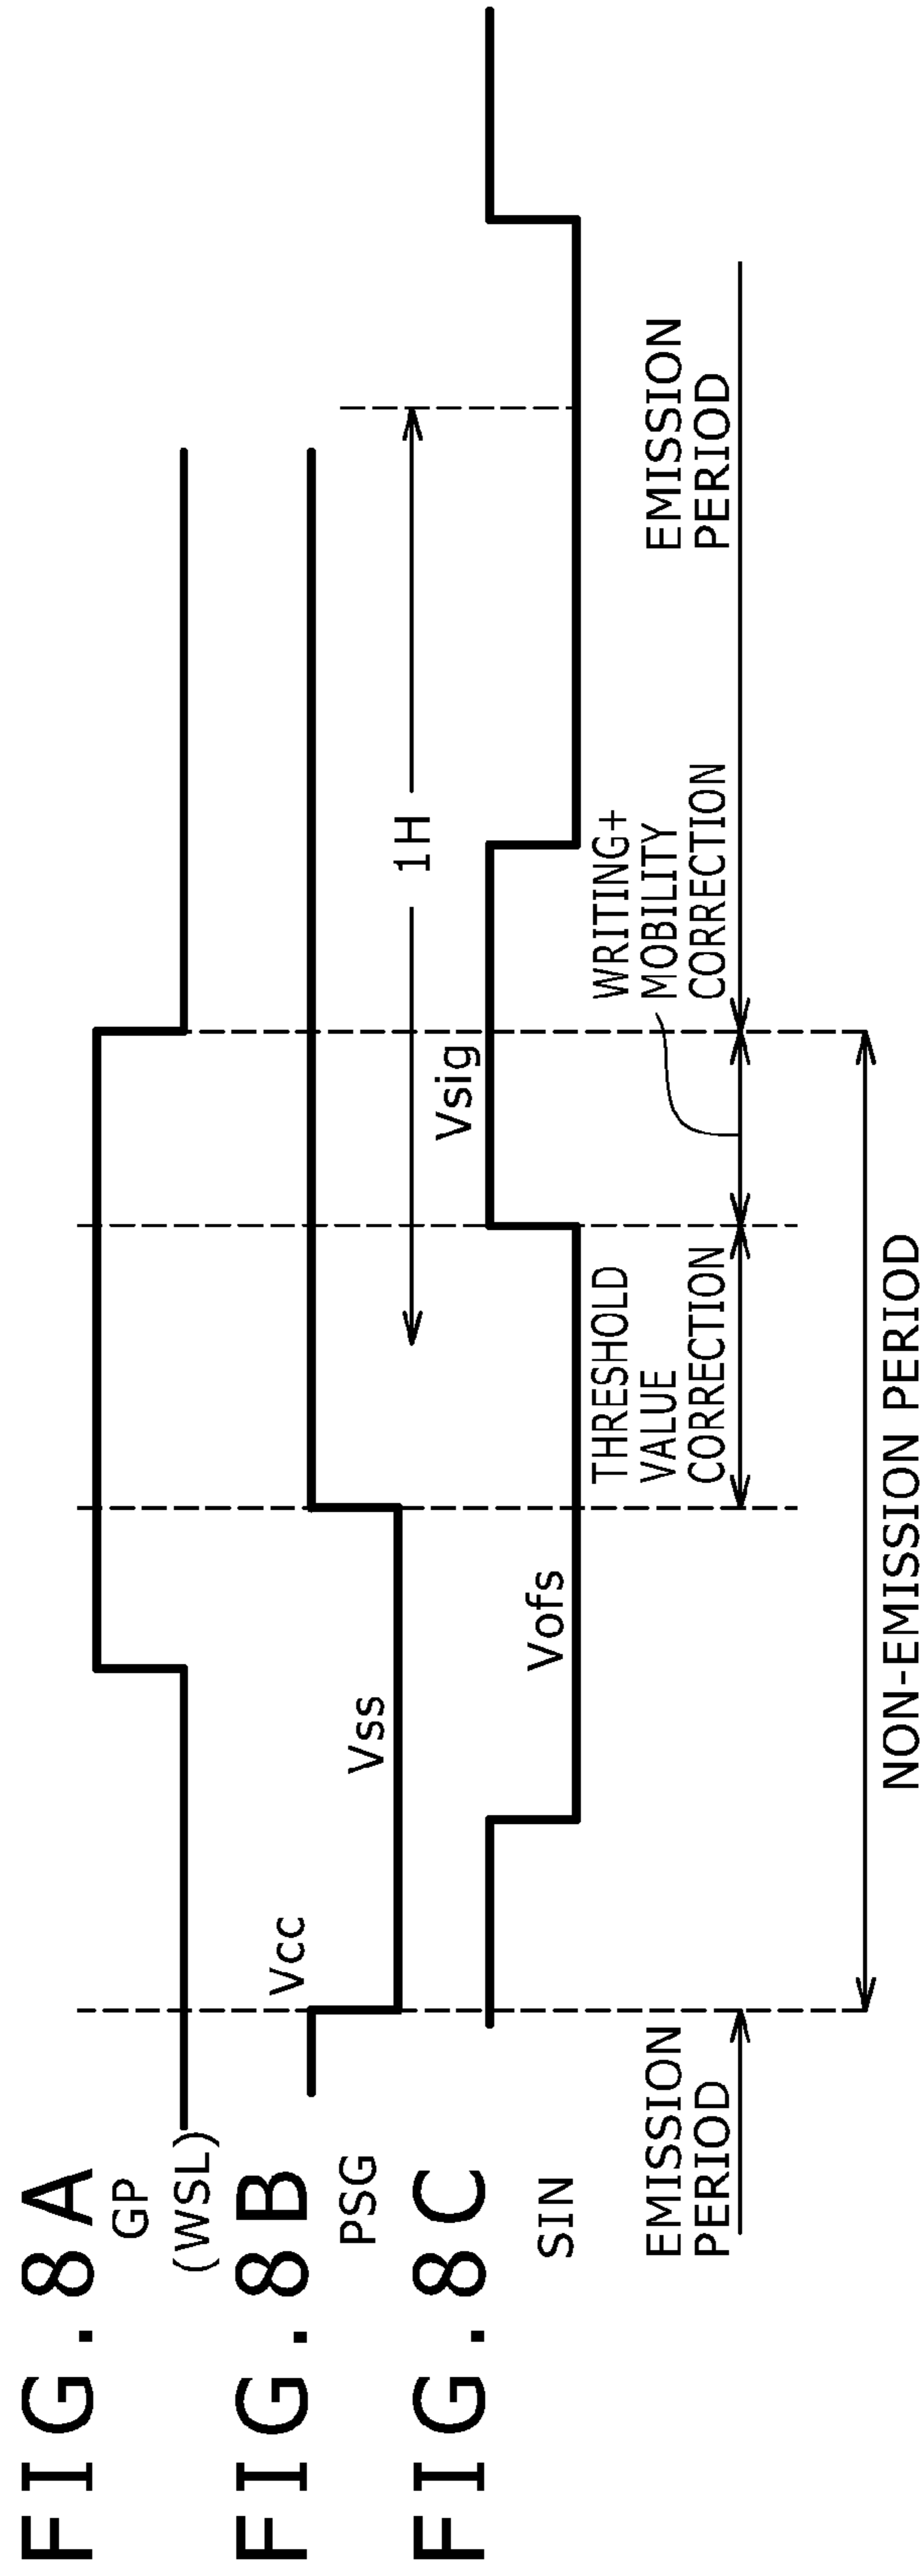 FIG.8A
GP
(WSL)
FIG.8B
PSG
Vcc
Vss
1H
FIG.8C
SIN
Vofs
Vsig
EMISSION
PERIOD
THRESHOLD
VALUE
CORRECTION
WRITING+
MOBILITY
CORRECTION
EMISSION
PERIOD
NON-EMISSION PERIOD